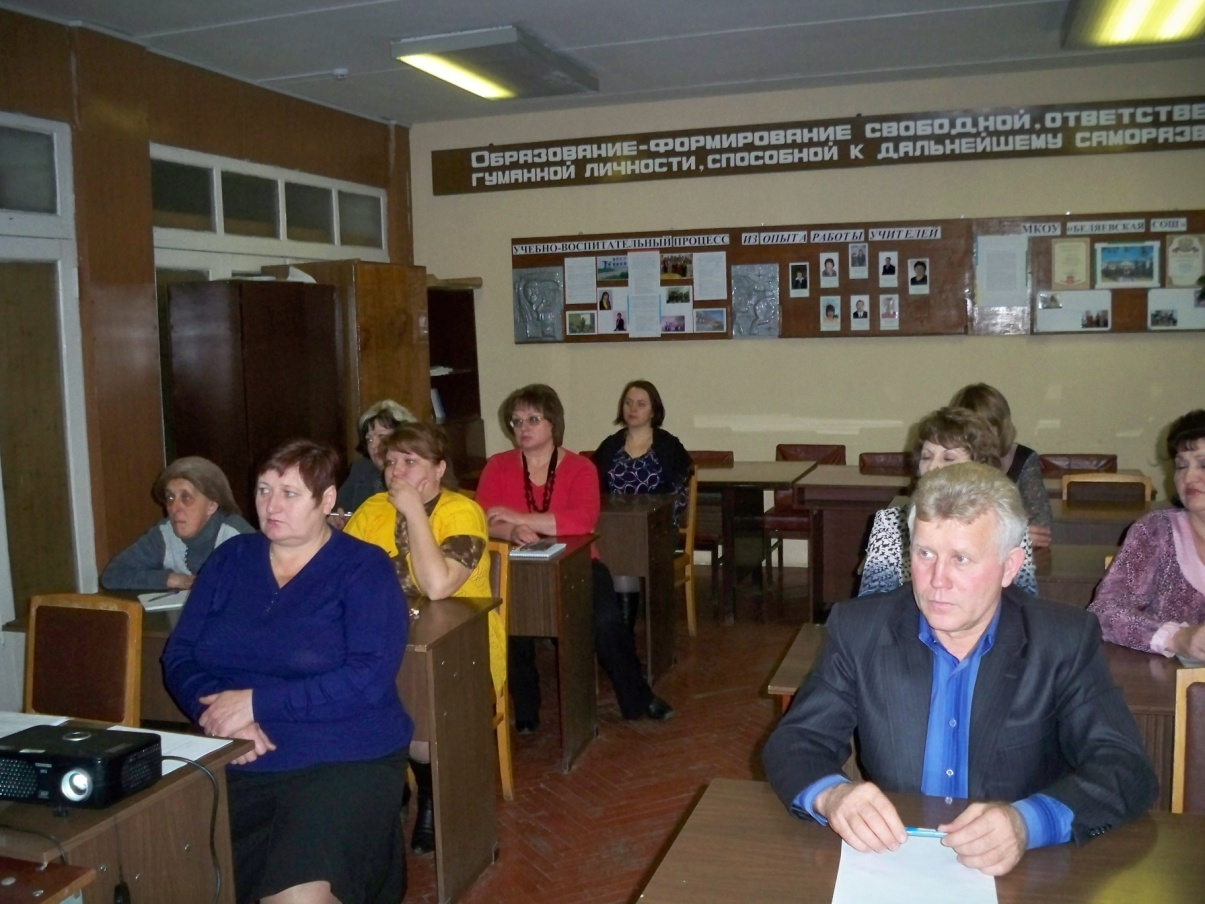 ОБРАЗОВАНИЕ-ФОРМИРОВАНИЕ СВОБОДНОЙ, ОТВЕТСТВЕ
ГУМАННОЙ ЛИЧНОСТИ, СПОСОБНОЙ К ДАЛЬНЕЙШЕМУ САМОРАЗВ
УЧЕБНО-ВОСПИТАТЕЛЬНЫЙ ПРОЦЕСС
ИЗ ОПЫТА РАБОТЫ УЧИТЕЛЕЙ
МКОУ «БЕЛЯЕВСКАЯ СОШ»